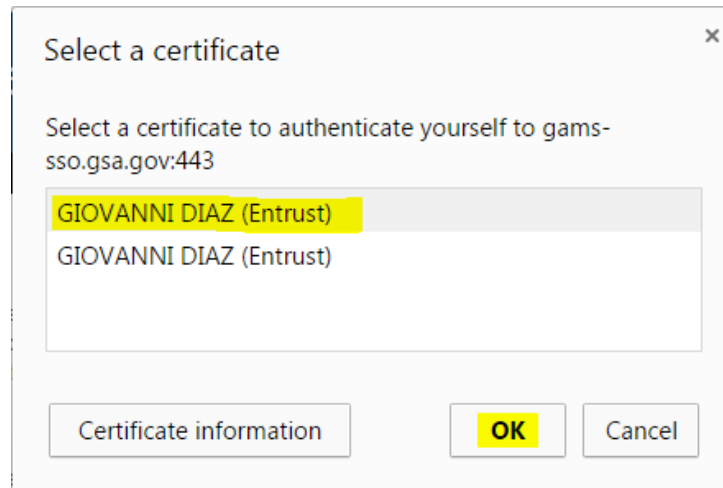 Select a certificate
Select a certificate to authenticate yourself to gams-
sso.gsa.gov:443
GIOVANNI DIAZ (Entrust)
GIOVANNI DIAZ (Entrust)
Certificate information
OK
Cancel